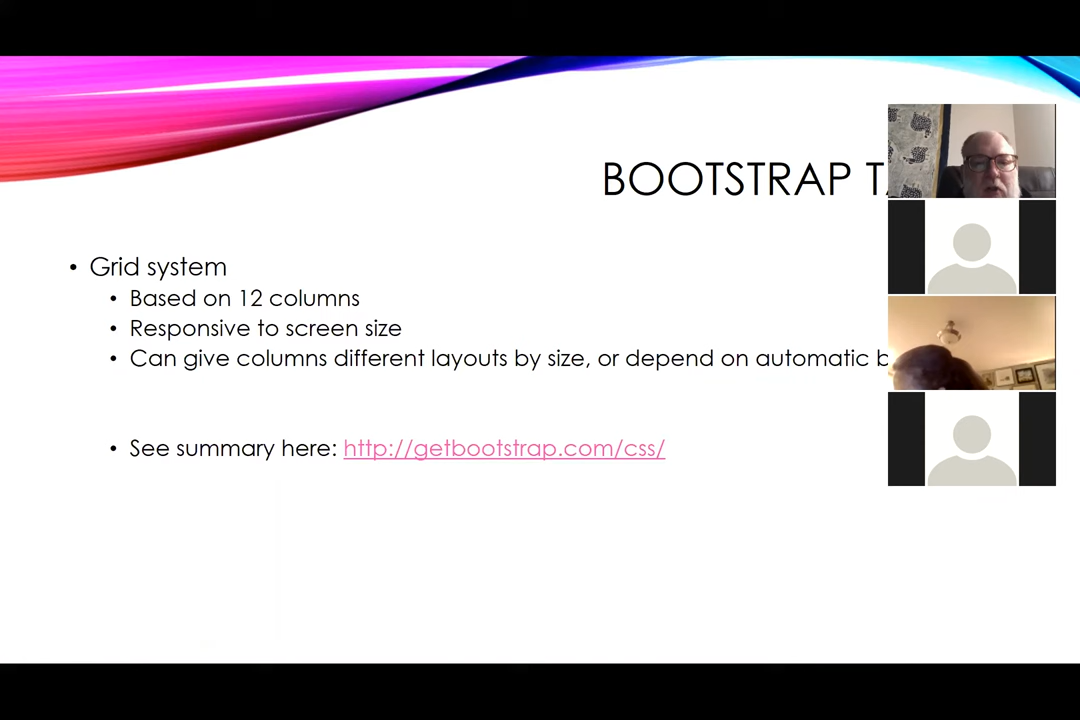 BOOTSTRAP
• Grid system
• Based on 12 columns
• Responsive to screen size
• Can give columns different layouts by size, or depend on automatic
• See summary here: http://getbootstrap.com/css/